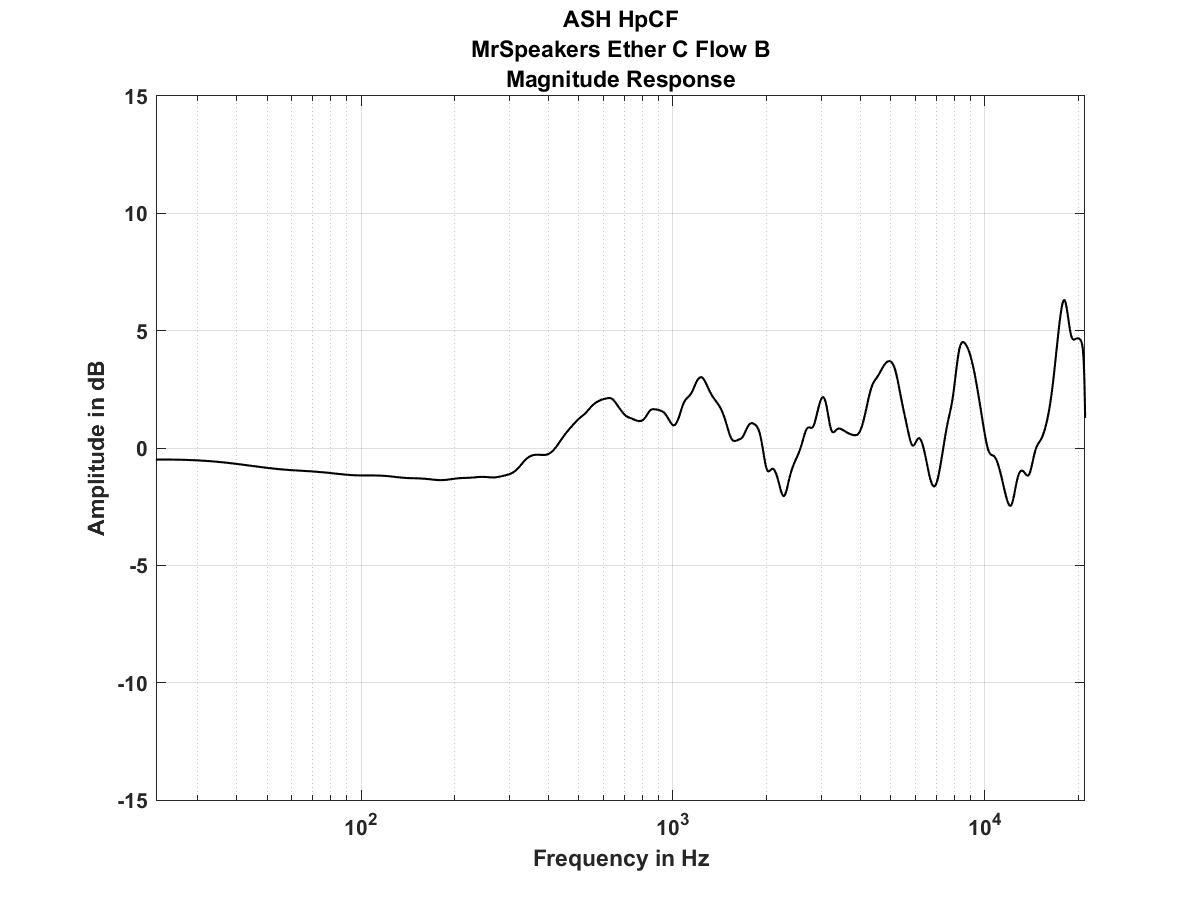 ASH HpCF
MrSpeakers Ether C Flow B
Magnitude Response
15
10
5
0
-5
-10
-15
Amplitude in dB
10²
10³
10⁴
Frequency in Hz